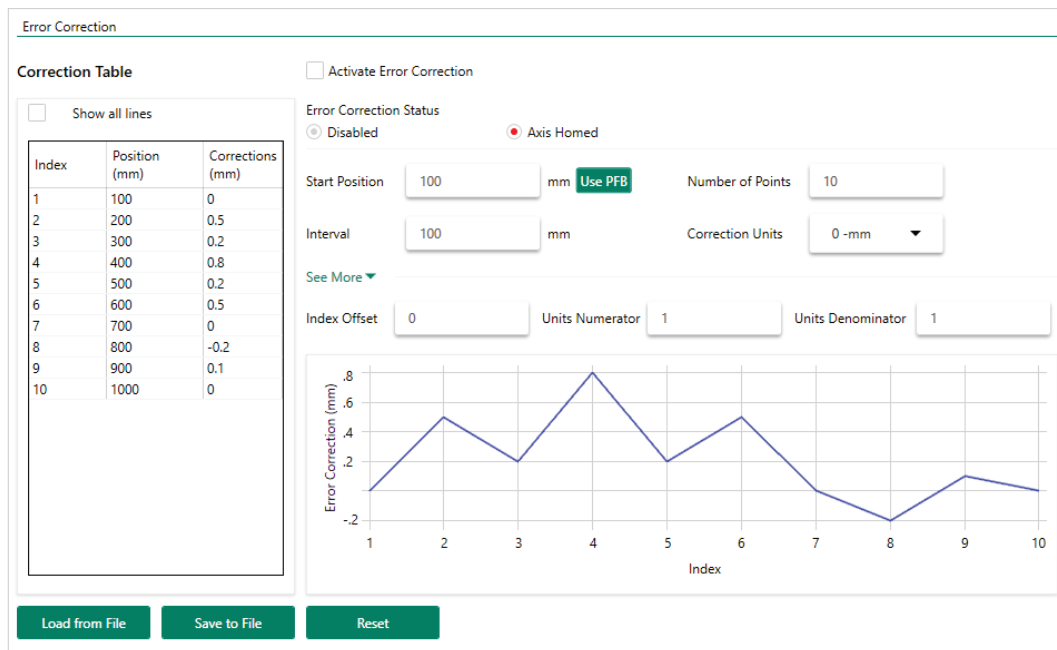 Error Correction
Correction Table
Show all lines
Index Position (mm) Corrections (mm)
1 100 0
2 200 0.5
3 300 0.2
4 400 0.8
5 500 0.2
6 600 0.5
7 700 0
8 800 -0.2
9 900 0.1
10 1000 0
Activate Error Correction
Error Correction Status
Disabled Axis Homed
Start Position 100 mm Use PFB Number of Points 10
Interval 100 mm Correction Units 0 -mm
See More
Index Offset 0 Units Numerator 1 Units Denominator 1
Error Correction (mm)
.8
.6
.4
.2
-.2
1 2 3 4 5 6 7 8 9 10
Index
Load from File Save to File Reset